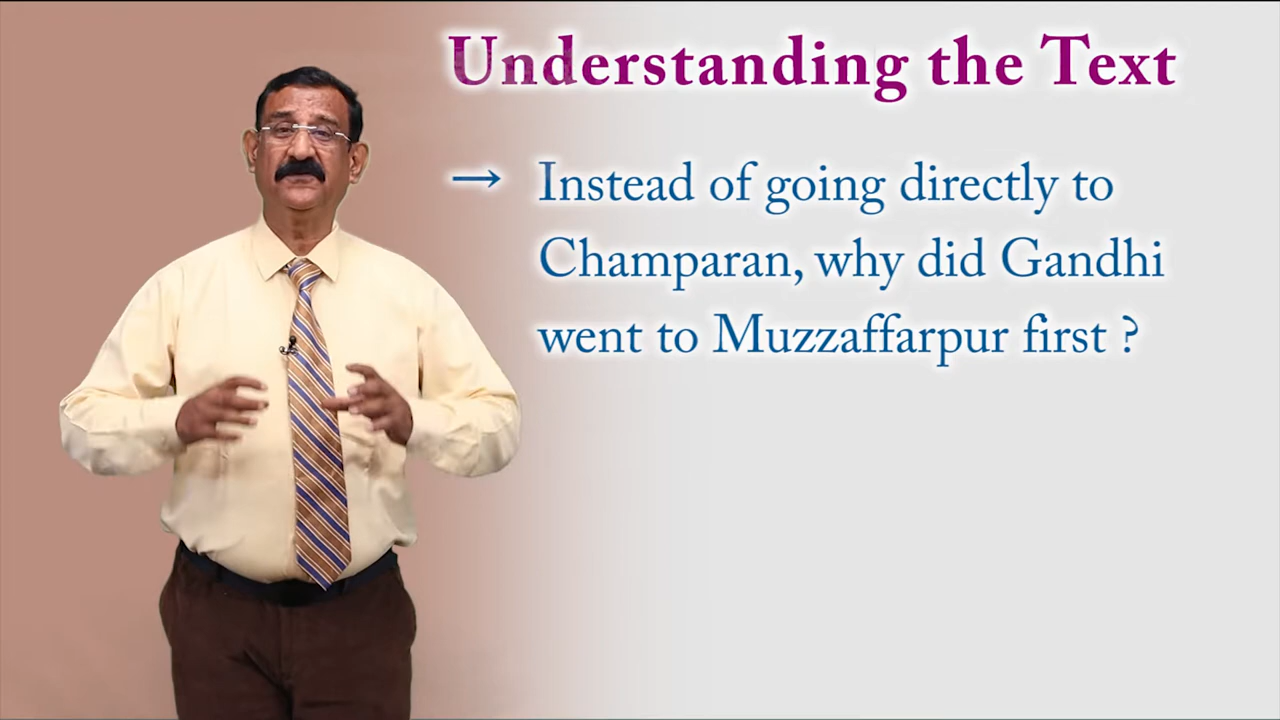 Understanding the Text
→ Instead of going directly to
Champaran, why did Gandhi
went to Muzzaffarpur first ?